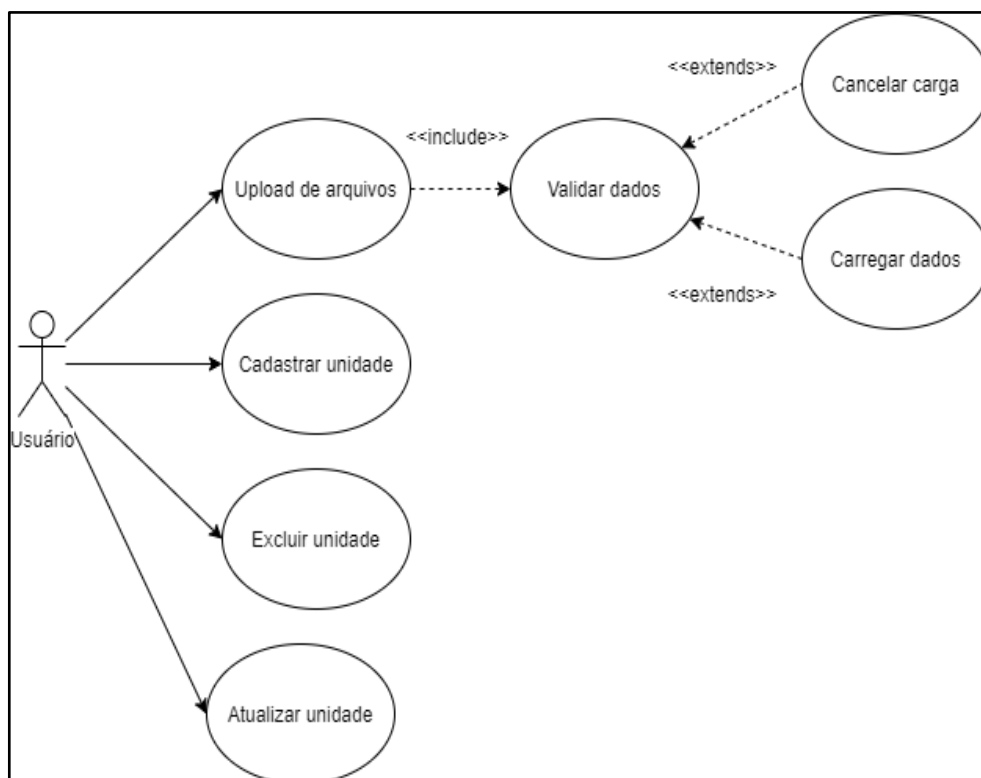 Cancelar carga
<<extends>>
<<include>>
Upload de arquivos
Validar dados
Carregar dados
<<extends>>
Cadastrar unidade
Usuário
Excluir unidade
Atualizar unidade